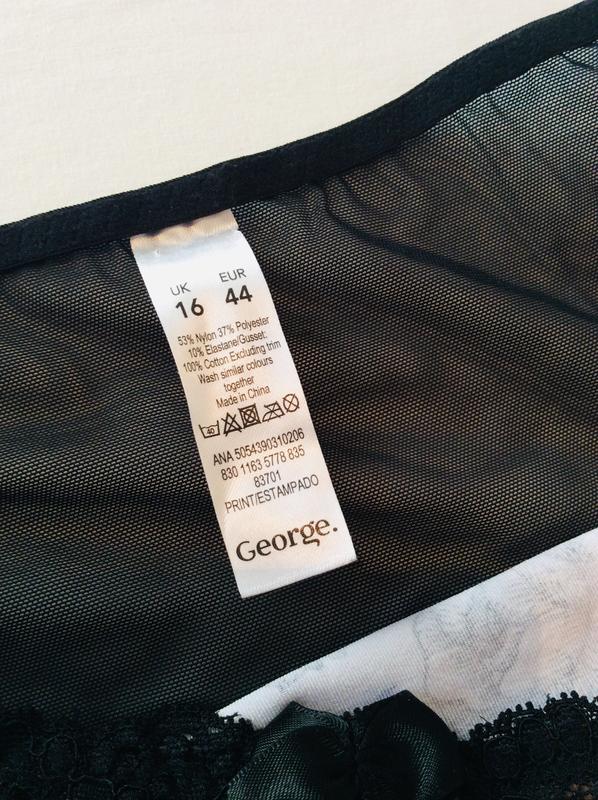 UK EUR
16 44
53% Nylon 37% Polyester
10% Elastane/Gusset:
100% Cotton Excluding trim
Wash similar colours
together
Made in China
40
ANA 5054390310206
830 1163 5778 835
83701
PRINT/ESTAMPADO
George.